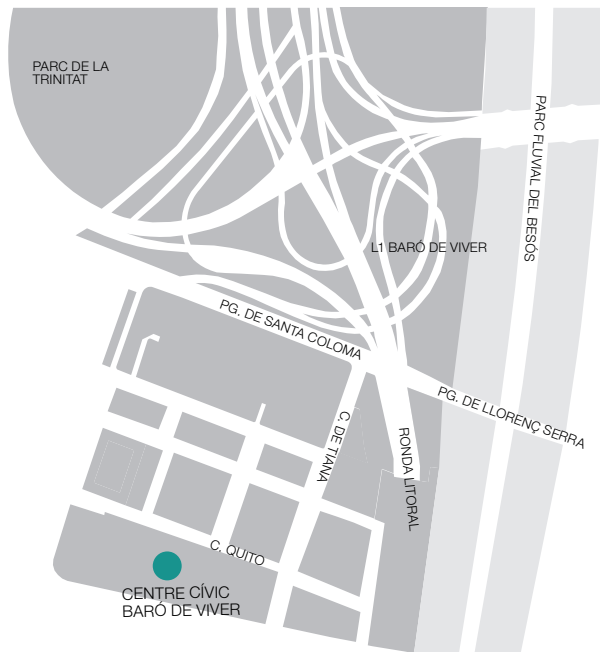 PARC DE LA
TRINITAT
PARC FLUVIAL DEL BESÓS
L1 BARÓ DE VIVER
PG. DE SANTA COLOMA
PG. DE LLORENÇ SERRA
C. DE TIANA
RONDA LITORAL
C. QUITO
CENTRE CÍVIC
BARÓ DE VIVER